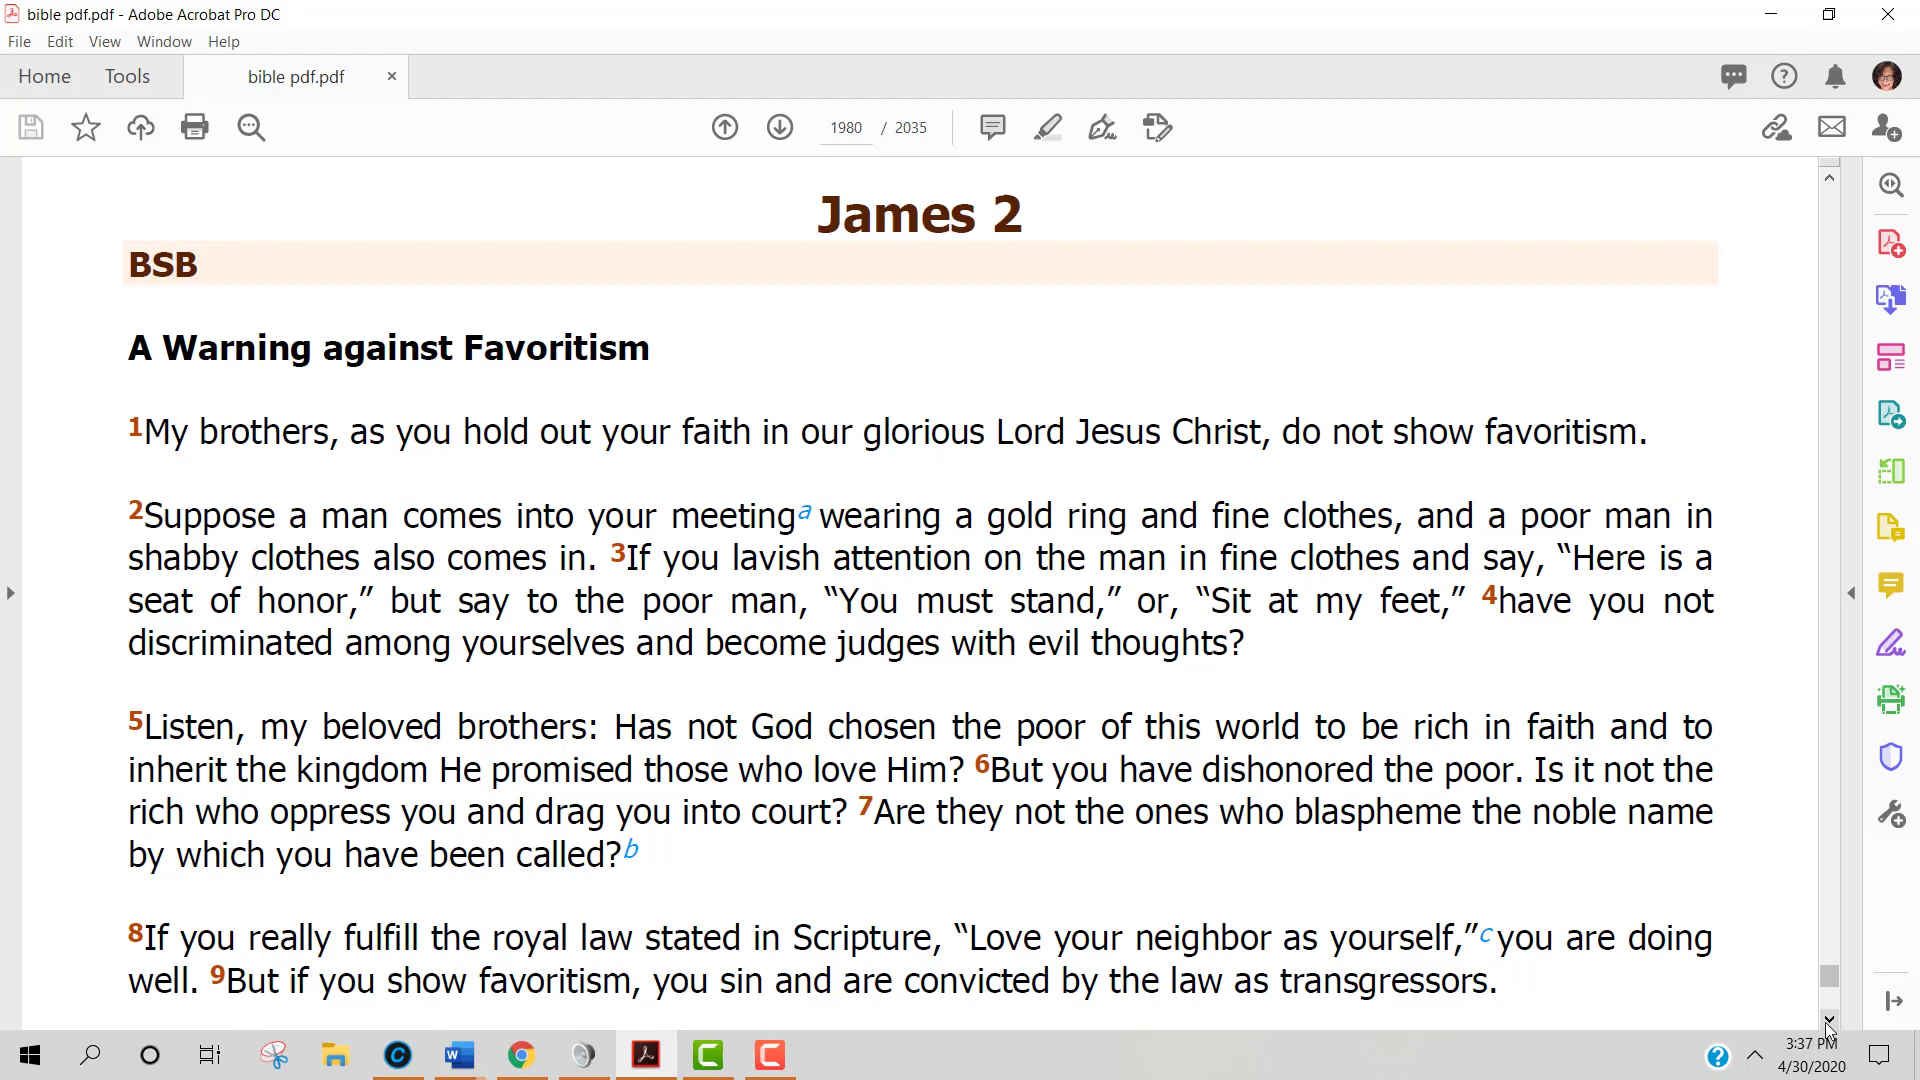 bible pdf.pdf - Adobe Acrobat Pro DC
File Edit View Window Help
Home Tools bible pdf.pdf ×
1980 / 2035
James 2
BSB
A Warning against Favoritism
1My brothers, as you hold out your faith in our glorious Lord Jesus Christ, do not show favoritism.
2Suppose a man comes into your meetinga wearing a gold ring and fine clothes, and a poor man in
shabby clothes also comes in. 3If you lavish attention on the man in fine clothes and say, “Here is a
seat of honor,” but say to the poor man, “You must stand,” or, “Sit at my feet,” 4have you not
discriminated among yourselves and become judges with evil thoughts?
5Listen, my beloved brothers: Has not God chosen the poor of this world to be rich in faith and to
inherit the kingdom He promised those who love Him? 6But you have dishonored the poor. Is it not the
rich who oppress you and drag you into court? 7Are they not the ones who blaspheme the noble name
by which you have been called?b
8If you really fulfill the royal law stated in Scripture, “Love your neighbor as yourself,”c you are doing
well. 9But if you show favoritism, you sin and are convicted by the law as transgressors.
3:37 PM
4/30/2020